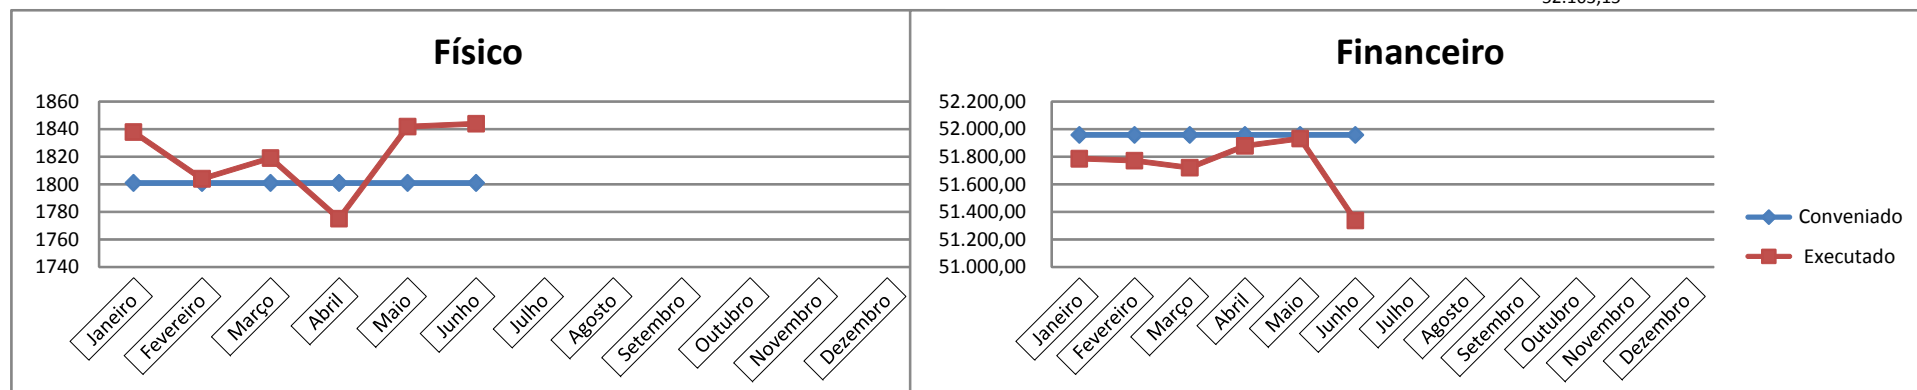 Físico
1860
1840
1820
1800
1780
1760
1740
Janeiro
Fevereiro
Março
Abril
Maio
Junho
Julho
Agosto
Setembro
Outubro
Novembro
Dezembro
Financeiro
52.200,00
52.000,00
51.800,00
51.600,00
51.400,00
51.200,00
51.000,00
Janeiro
Fevereiro
Março
Abril
Maio
Junho
Julho
Agosto
Setembro
Outubro
Novembro
Dezembro
Conveniado
Executado